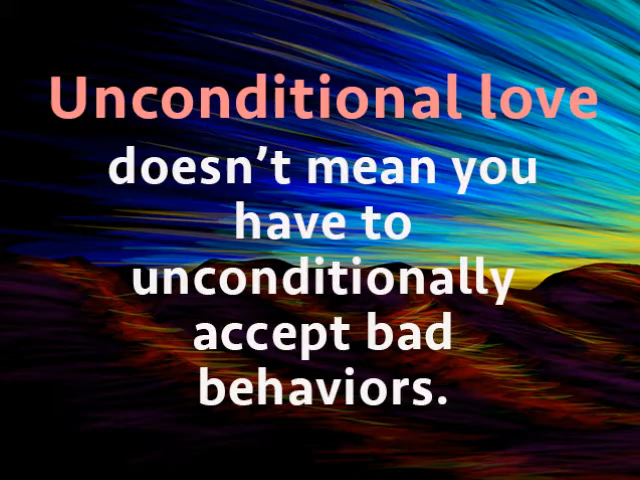 Unconditional love
doesn’t mean you
have to
unconditionally
accept bad
behaviors.